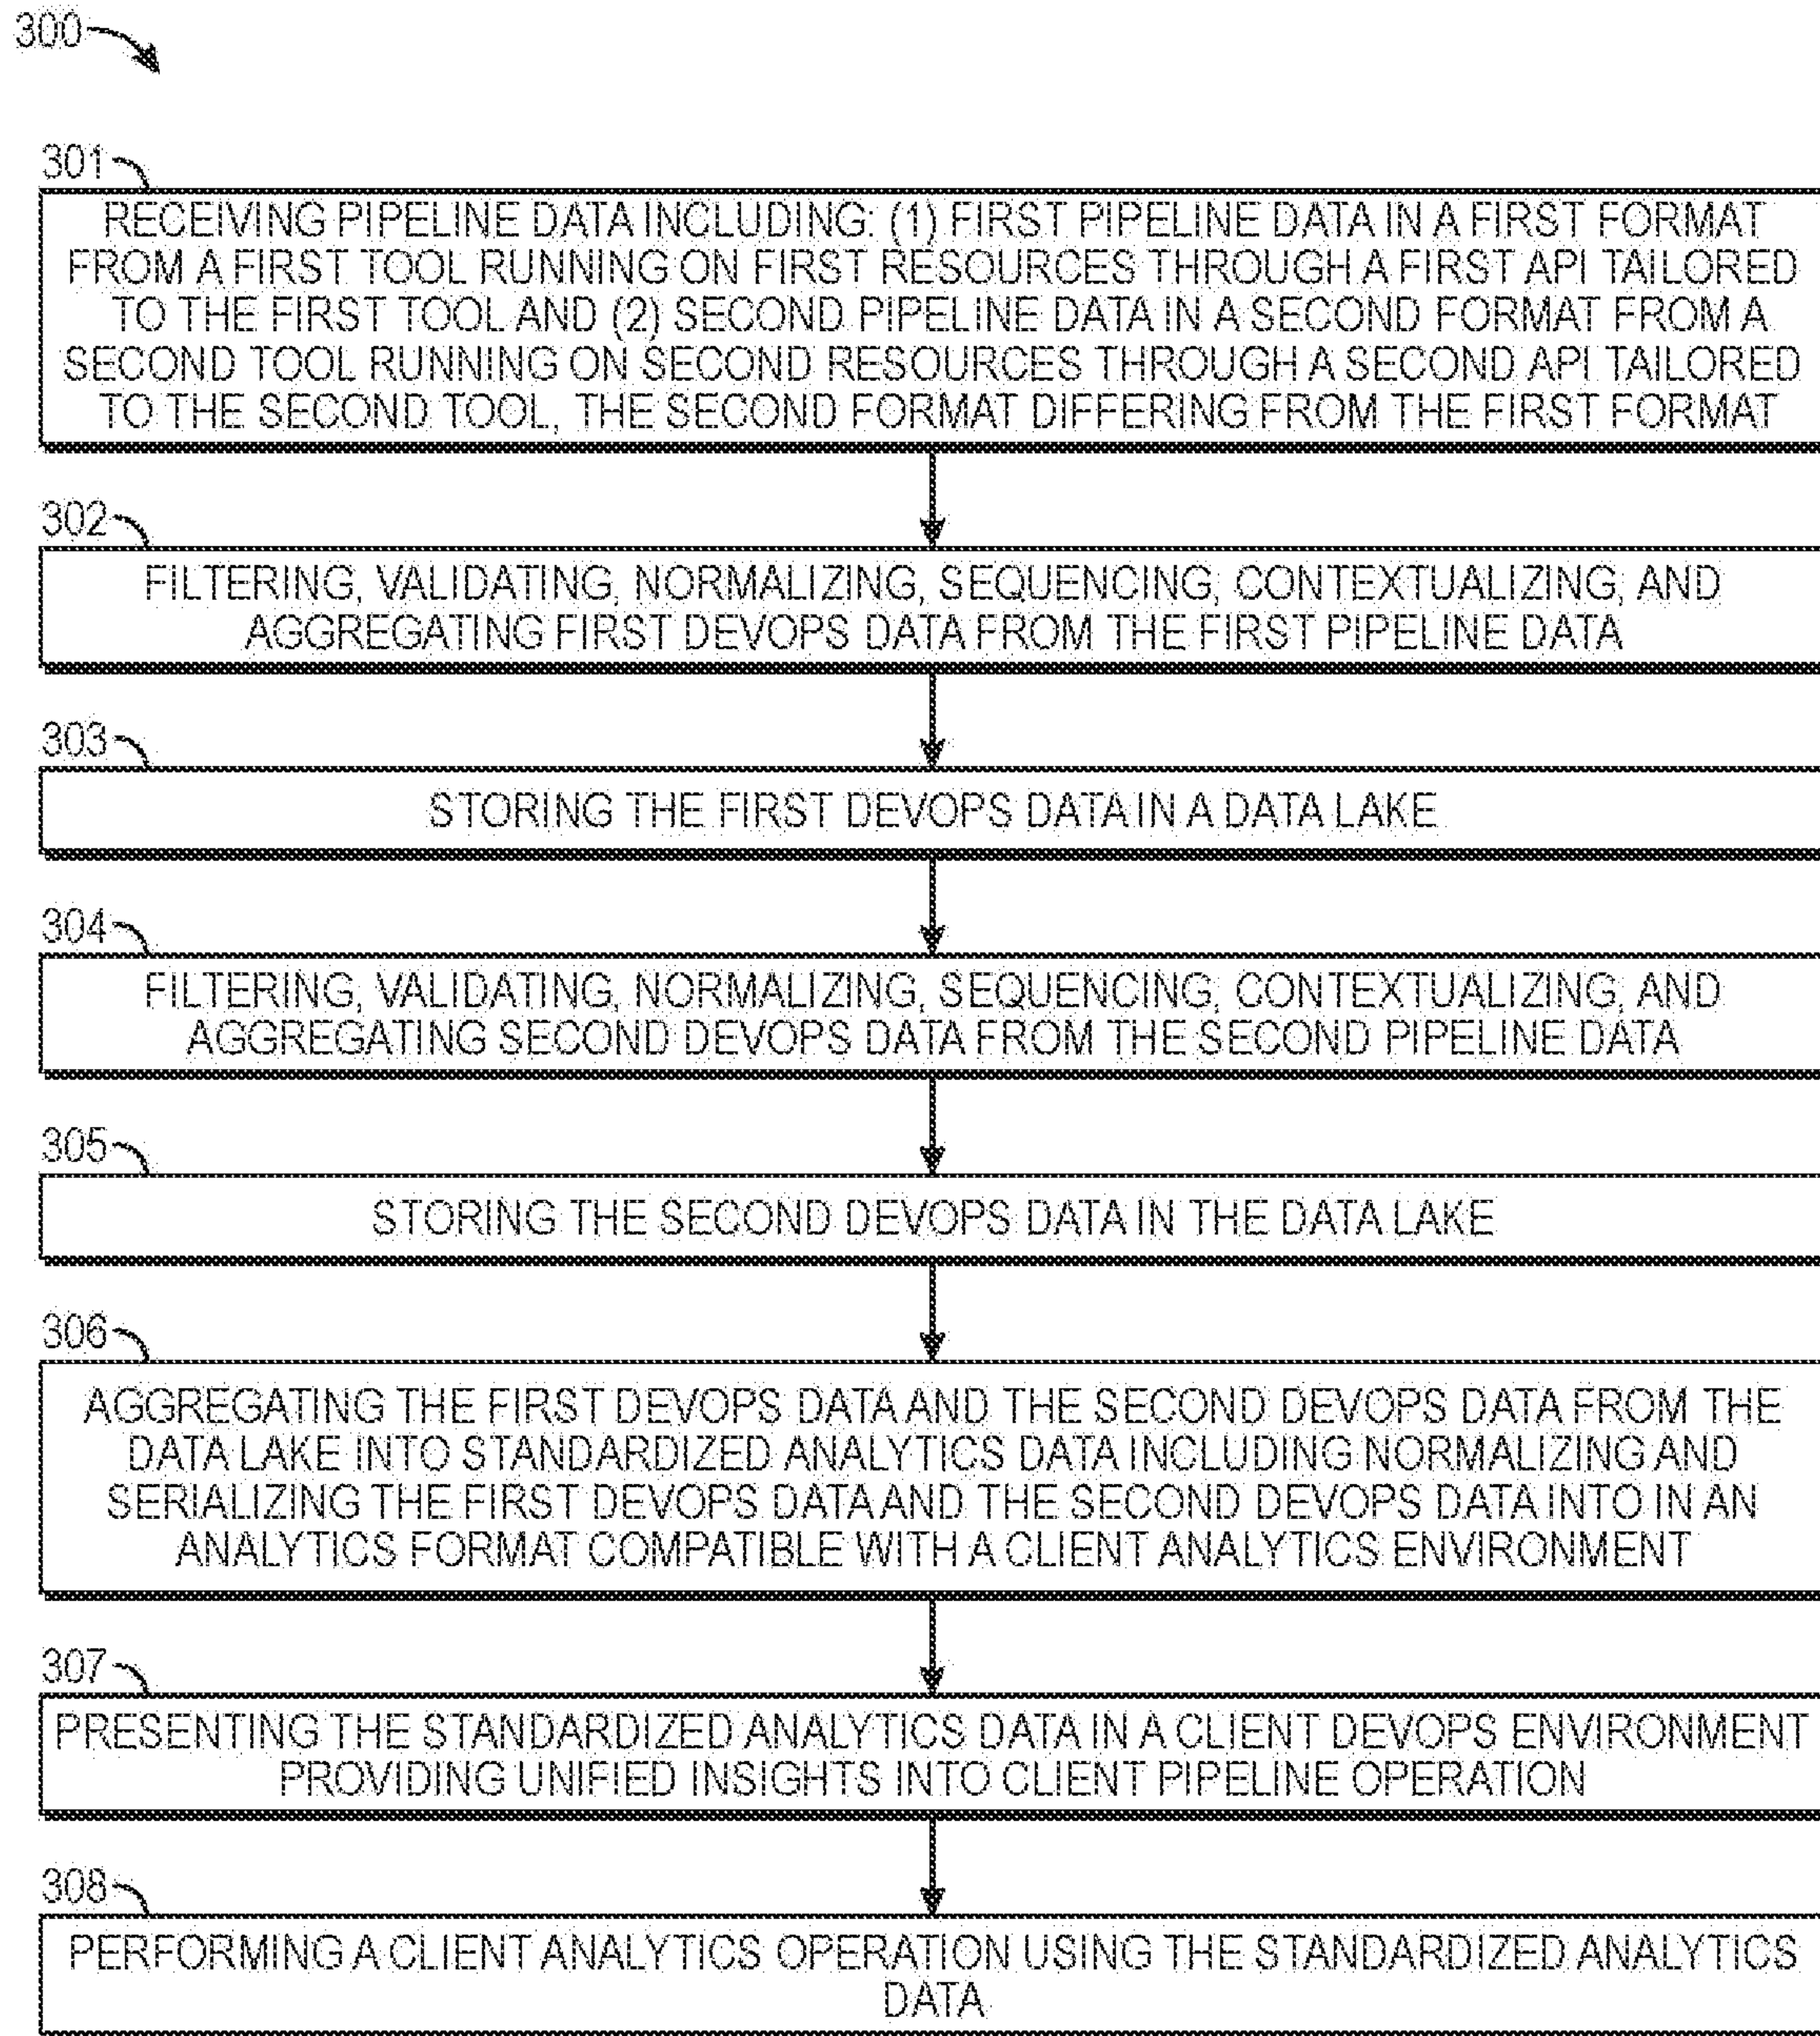 300
301
RECEIVING PIPELINE DATA INCLUDING: (1) FIRST PIPELINE DATA IN A FIRST FORMAT
FROM A FIRST TOOL RUNNING ON FIRST RESOURCES THROUGH A FIRST API TAILORED
TO THE FIRST TOOL AND (2) SECOND PIPELINE DATA IN A SECOND FORMAT FROM A
SECOND TOOL RUNNING ON SECOND RESOURCES THROUGH A SECOND API TAILORED
TO THE SECOND TOOL, THE SECOND FORMAT DIFFERING FROM THE FIRST FORMAT
302
FILTERING, VALIDATING, NORMALIZING, SEQUENCING, CONTEXTUALIZING, AND
AGGREGATING FIRST DEVOPS DATA FROM THE FIRST PIPELINE DATA
303
STORING THE FIRST DEVOPS DATA IN A DATA LAKE
304
FILTERING, VALIDATING, NORMALIZING, SEQUENCING, CONTEXTUALIZING, AND
AGGREGATING SECOND DEVOPS DATA FROM THE SECOND PIPELINE DATA
305
STORING THE SECOND DEVOPS DATA IN THE DATA LAKE
306
AGGREGATING THE FIRST DEVOPS DATA AND THE SECOND DEVOPS DATA FROM THE
DATA LAKE INTO STANDARDIZED ANALYTICS DATA INCLUDING NORMALIZING AND
SERIALIZING THE FIRST DEVOPS DATA AND THE SECOND DEVOPS DATA INTO IN AN
ANALYTICS FORMAT COMPATIBLE WITH A CLIENT ANALYTICS ENVIRONMENT
307
PRESENTING THE STANDARDIZED ANALYTICS DATA IN A CLIENT DEVOPS ENVIRONMENT
PROVIDING UNIFIED INSIGHTS INTO CLIENT PIPELINE OPERATION
308
PERFORMING A CLIENT ANALYTICS OPERATION USING THE STANDARDIZED ANALYTICS
DATA